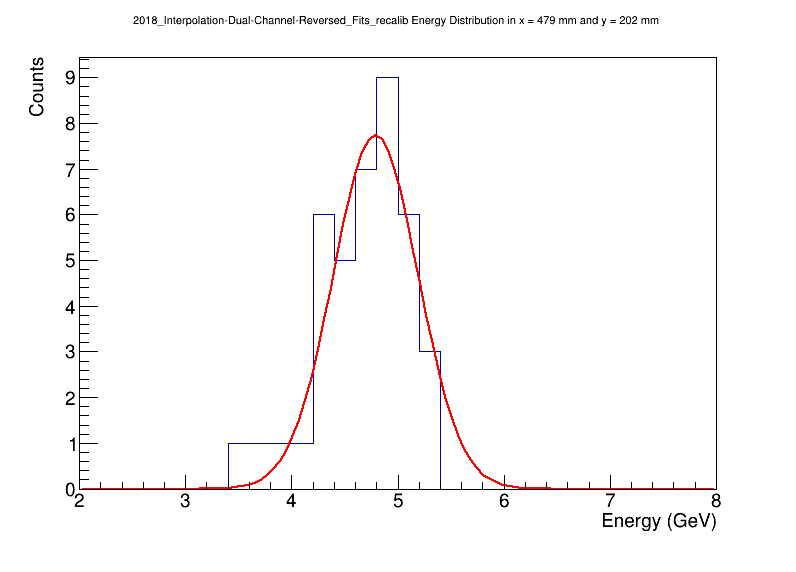 2018_Interpolation-Dual-Channel-Reversed_Fits_recalib Energy Distribution in x = 479 mm and y = 202 mm
Counts
9
8
7
6
5
4
3
2
1
0
2 3 4 5 6 7 8
Energy (GeV)